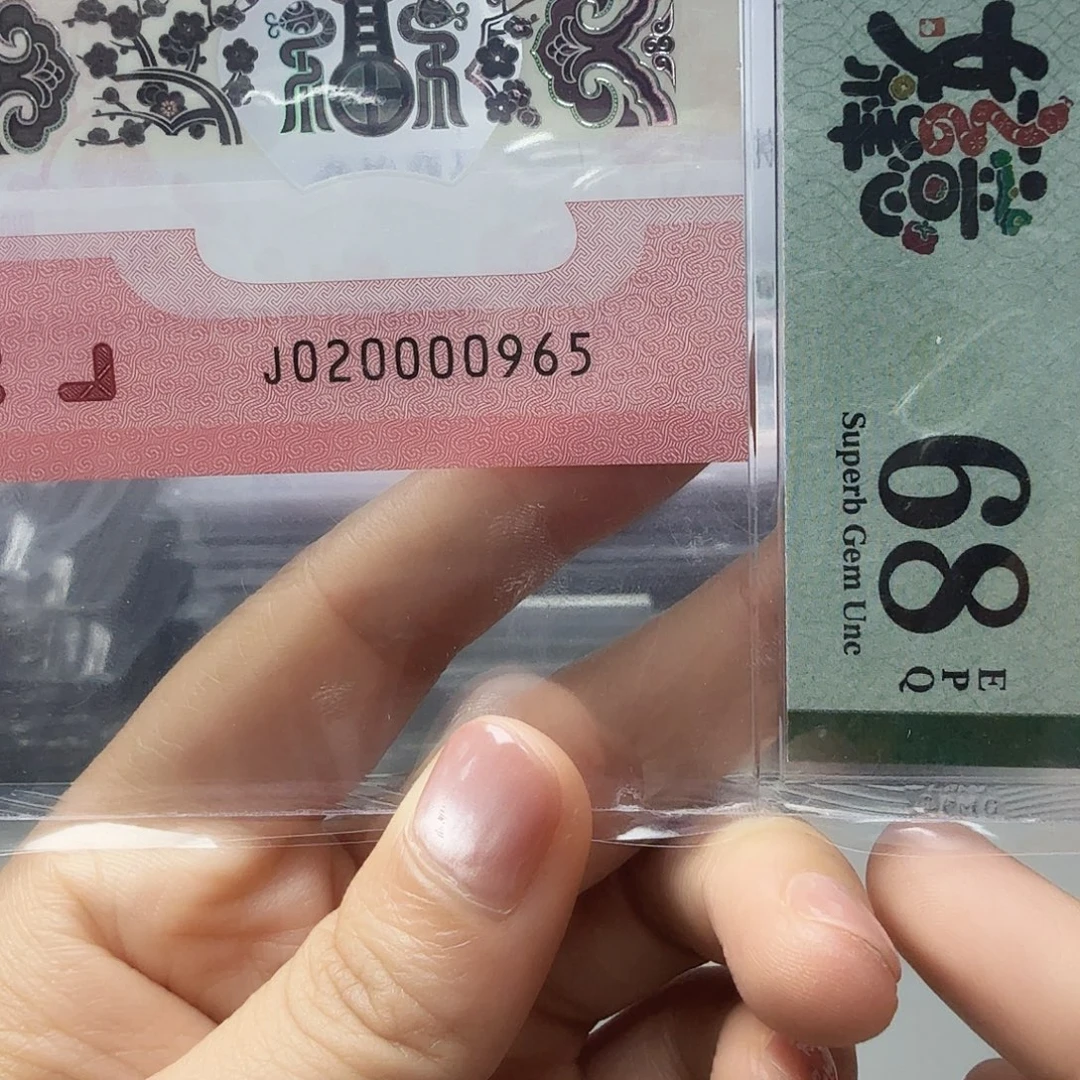 J020000965
68
Superb Gem Unc
EPQ